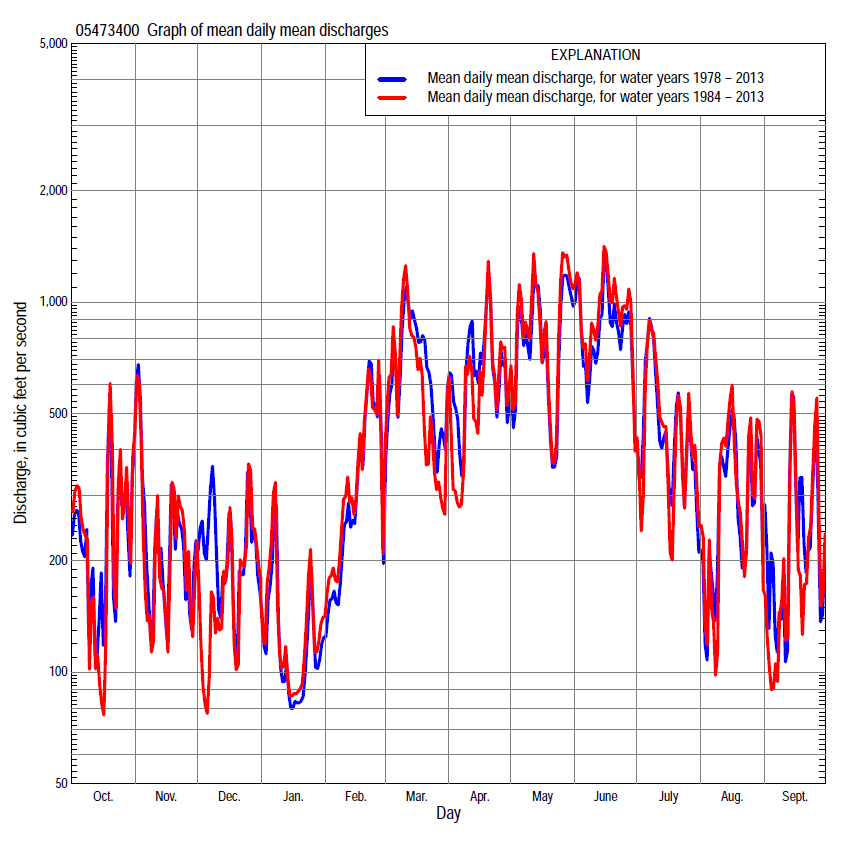 05473400 Graph of mean daily mean discharges
EXPLANATION
Mean daily mean discharge, for water years 1978 – 2013
Mean daily mean discharge, for water years 1984 – 2013
Discharge, in cubic feet per second
5,000
2,000
1,000
500
200
100
50
Oct. Nov. Dec. Jan. Feb. Mar. Apr. May June July Aug. Sept.
Day